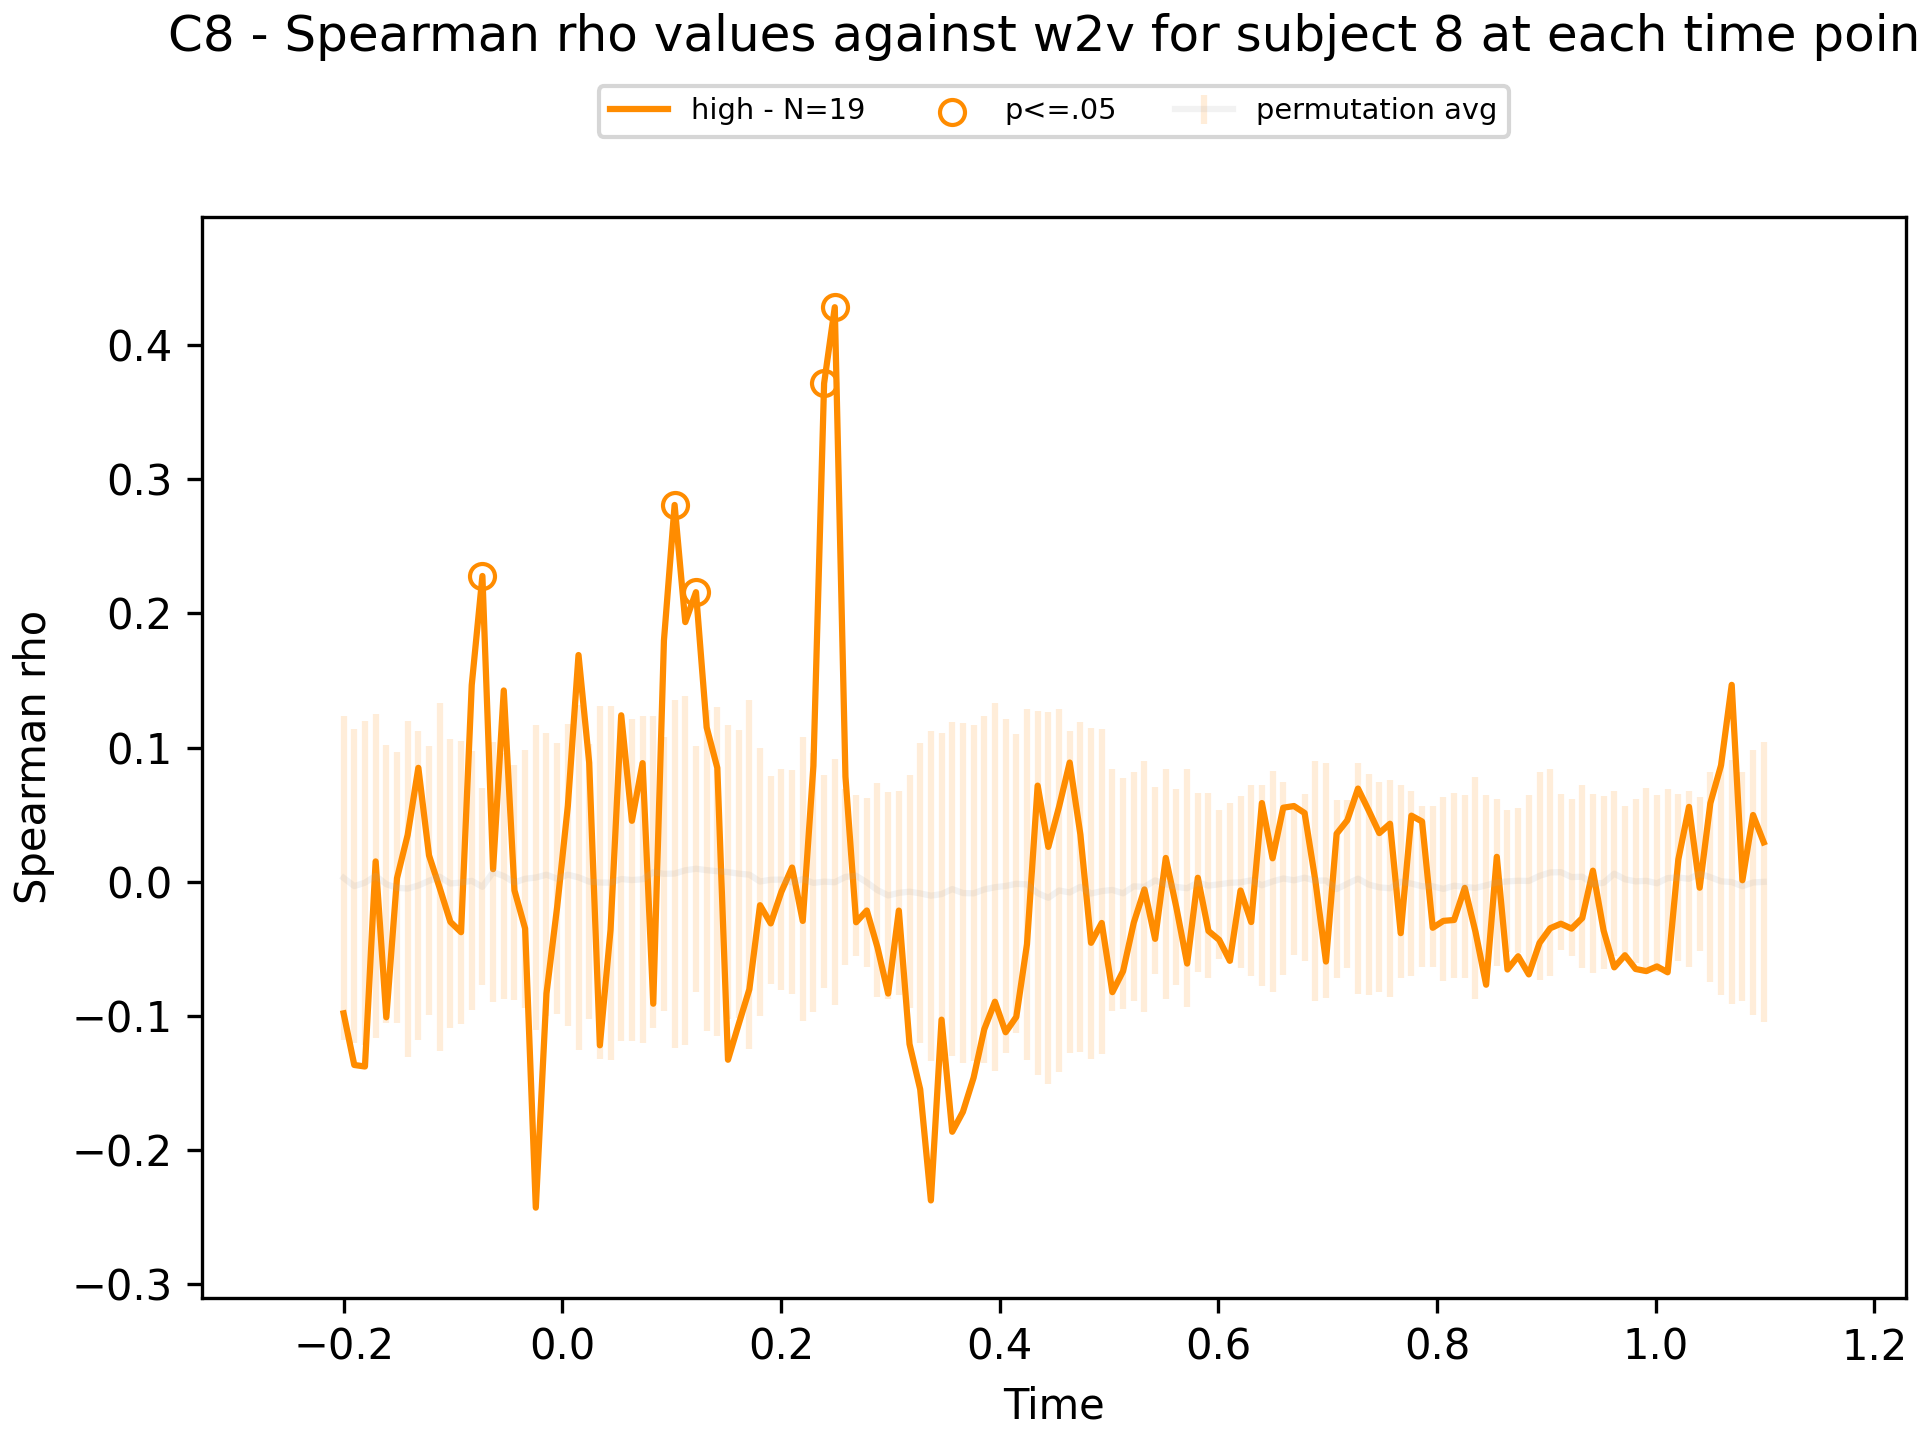 C8 - Spearman rho values against w2v for subject 8 at each time poin
high - N=19 p<=.05 permutation avg
0.4
0.3
0.2
0.1
0.0
−0.1
−0.2
−0.3
Spearman rho
−0.2 0.0 0.2 0.4 0.6 0.8 1.0 1.2
Time